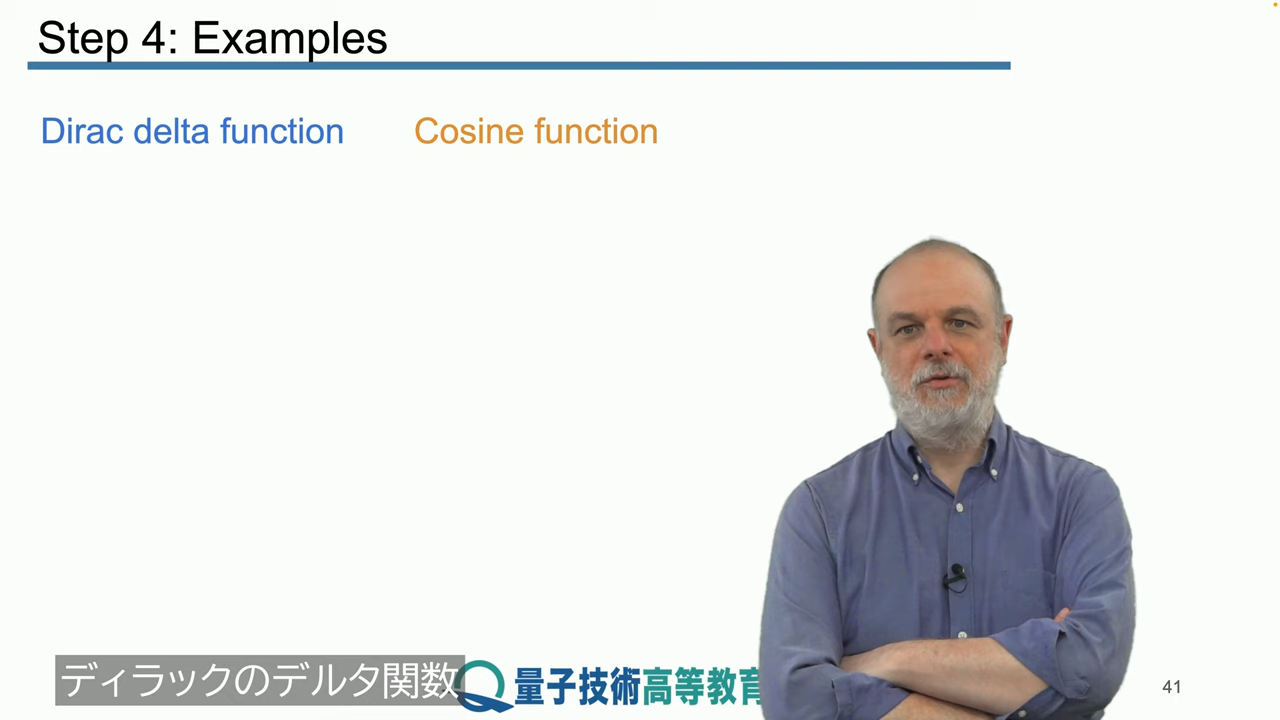 Step 4: Examples
Dirac delta function
Cosine function
ディラックのデルタ関数
量子技術高等教育
41